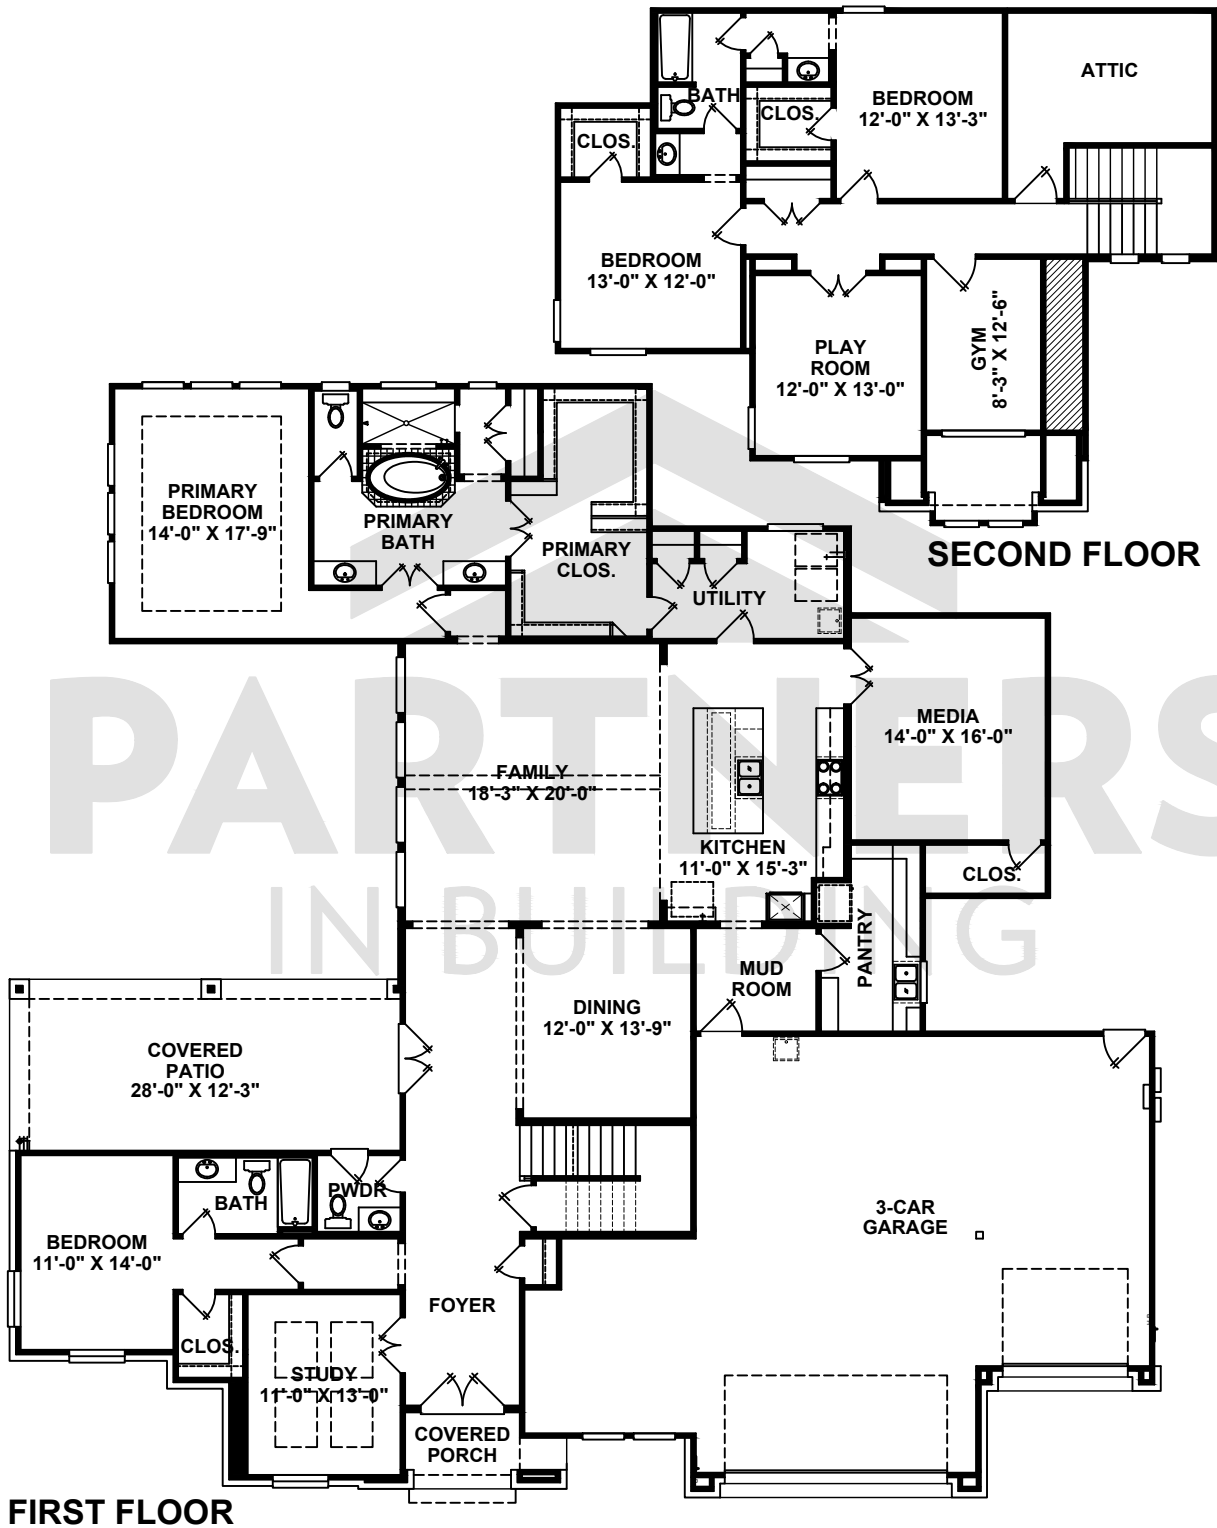 ATTIC
BEDROOM
12'-0" X 13'-3"
BATH
CLOS.
CLOS.
BEDROOM
13'-0" X 12'-0"
PLAY
ROOM
12'-0" X 13'-0"
GYM
8'-3" X 12'-6"
SECOND FLOOR
PRIMARY
BEDROOM
14'-0" X 17'-9"
PRIMARY
BATH
PRIMARY
CLOS.
UTILITY
PARTNERS
IN BUILDING
MEDIA
14'-0" X 16'-0"
FAMILY
18'-3" X 20'-0"
KITCHEN
11'-0" X 15'-3"
CLOS.
PANTRY
MUD
ROOM
DINING
12'-0" X 13'-9"
COVERED
PATIO
28'-0" X 12'-3"
BATH
PWDR
BEDROOM
11'-0" X 14'-0"
3-CAR
GARAGE
FOYER
CLOS.
STUDY
11'-0" X 13'-0"
COVERED
PORCH
FIRST FLOOR